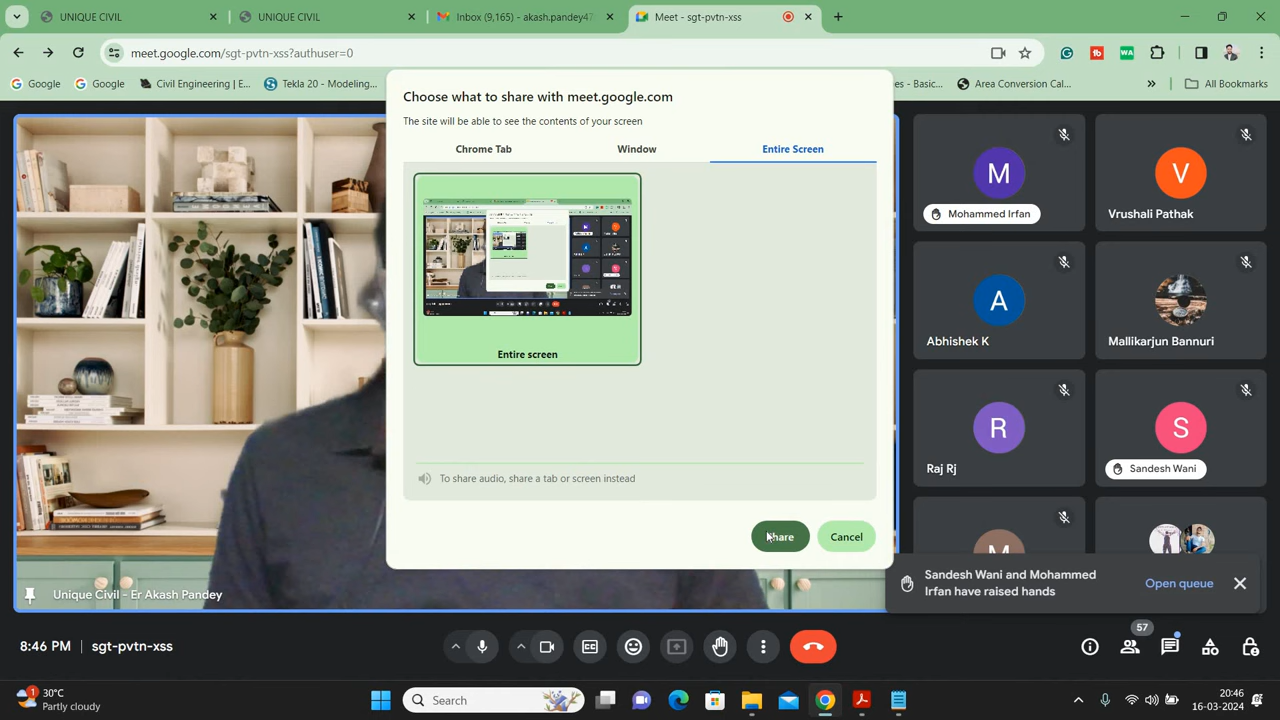 UNIQUE CIVIL
UNIQUE CIVIL
Inbox (9,165) - akash.pandey47
Meet - sgt-pvtn-xss
meet.google.com/sgt-pvtn-xss?authuser=0
WA
Google
Google
Civil Engineering | E...
Tekla 20 - Modeling...
es - Basic...
Area Conversion Cal...
All Bookmarks
Choose what to share with meet.google.com
The site will be able to see the contents of your screen
Chrome Tab
Window
Entire Screen
Entire screen
To share audio, share a tab or screen instead
Share
Cancel
M
Mohammed Irfan
V
Vrushali Pathak
A
Abhishek K
Mallikarjun Bannuri
R
Raj Rj
S
Sandesh Wani
M
Sandesh Wani and Mohammed
Irfan have raised hands
Open queue
Unique Civil - Er Akash Pandey
8:46 PM
sgt-pvtn-xss
57
1
30°C
Partly cloudy
Search
20:46
16-03-2024